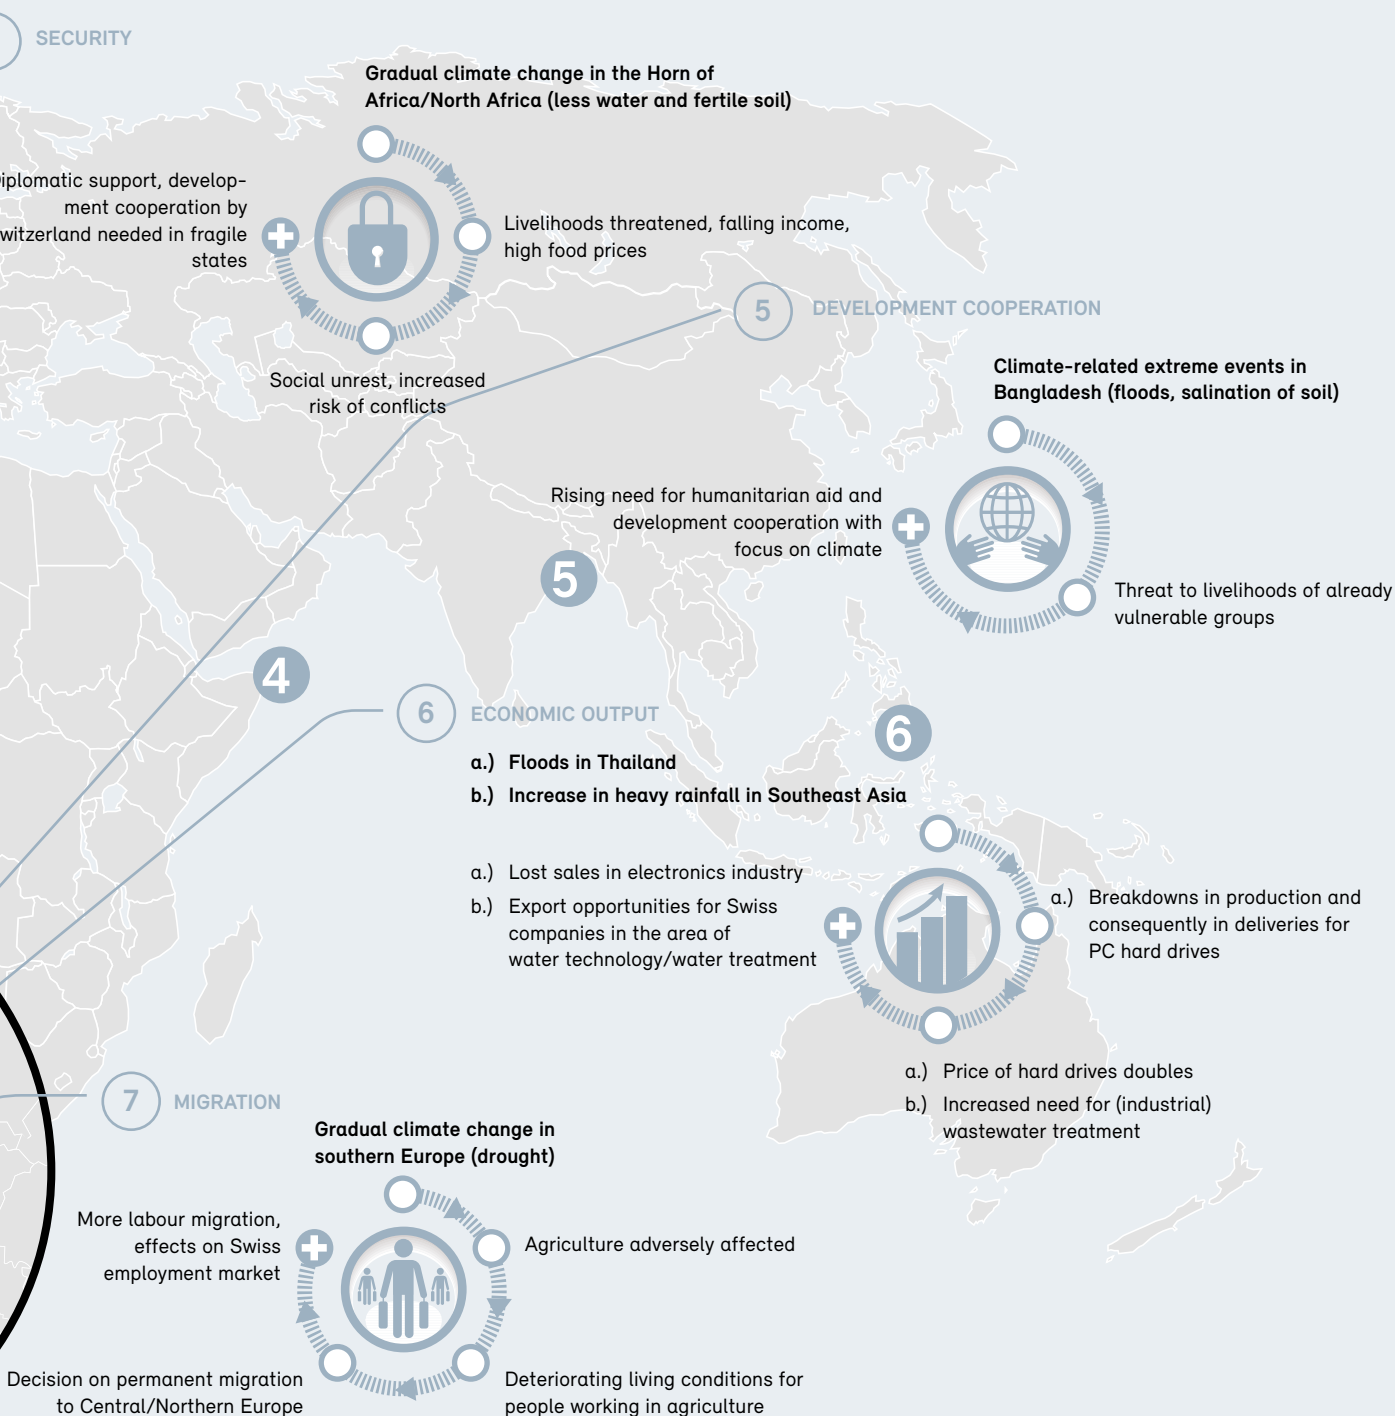 SECURITY
Gradual climate change in the Horn of
Africa/North Africa (less water and fertile soil)
iplomatic support, develop-
ment cooperation by
witzerland needed in fragile
states
Livelihoods threatened, falling income,
high food prices
Social unrest, increased
risk of conflicts
5 DEVELOPMENT COOPERATION
Climate-related extreme events in
Bangladesh (floods, salination of soil)
Rising need for humanitarian aid and
development cooperation with
focus on climate
Threat to livelihoods of already
vulnerable groups
5
4
6
6 ECONOMIC OUTPUT
a.) Floods in Thailand
b.) Increase in heavy rainfall in Southeast Asia
a.) Lost sales in electronics industry
b.) Export opportunities for Swiss
companies in the area of
water technology/water treatment
a.) Breakdowns in production and
consequently in deliveries for
PC hard drives
a.) Price of hard drives doubles
b.) Increased need for (industrial)
wastewater treatment
7 MIGRATION
Gradual climate change in
southern Europe (drought)
More labour migration,
effects on Swiss
employment market
Agriculture adversely affected
Decision on permanent migration
to Central/Northern Europe
Deteriorating living conditions for
people working in agriculture